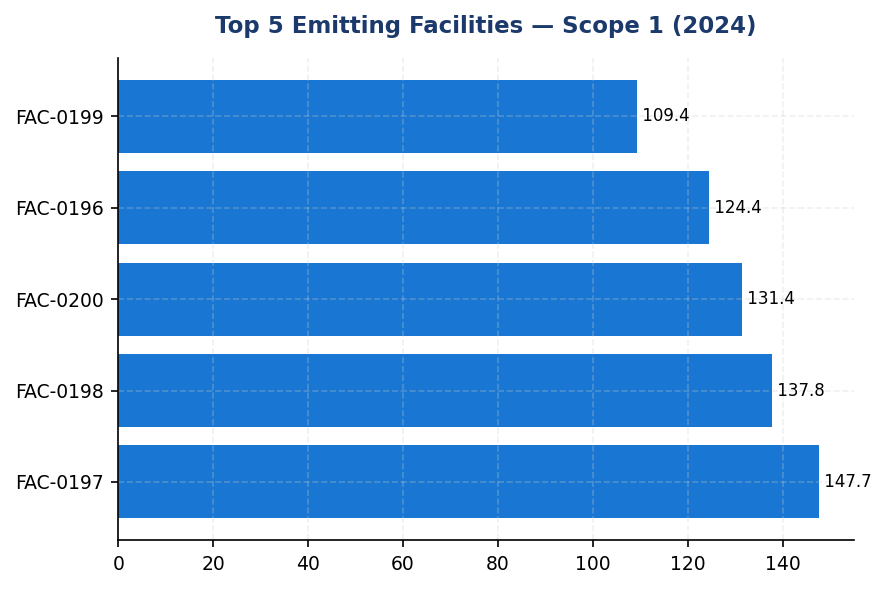 Top 5 Emitting Facilities — Scope 1 (2024)
FAC-0199 109.4
FAC-0196 124.4
FAC-0200 131.4
FAC-0198 137.8
FAC-0197 147.7
0 20 40 60 80 100 120 140